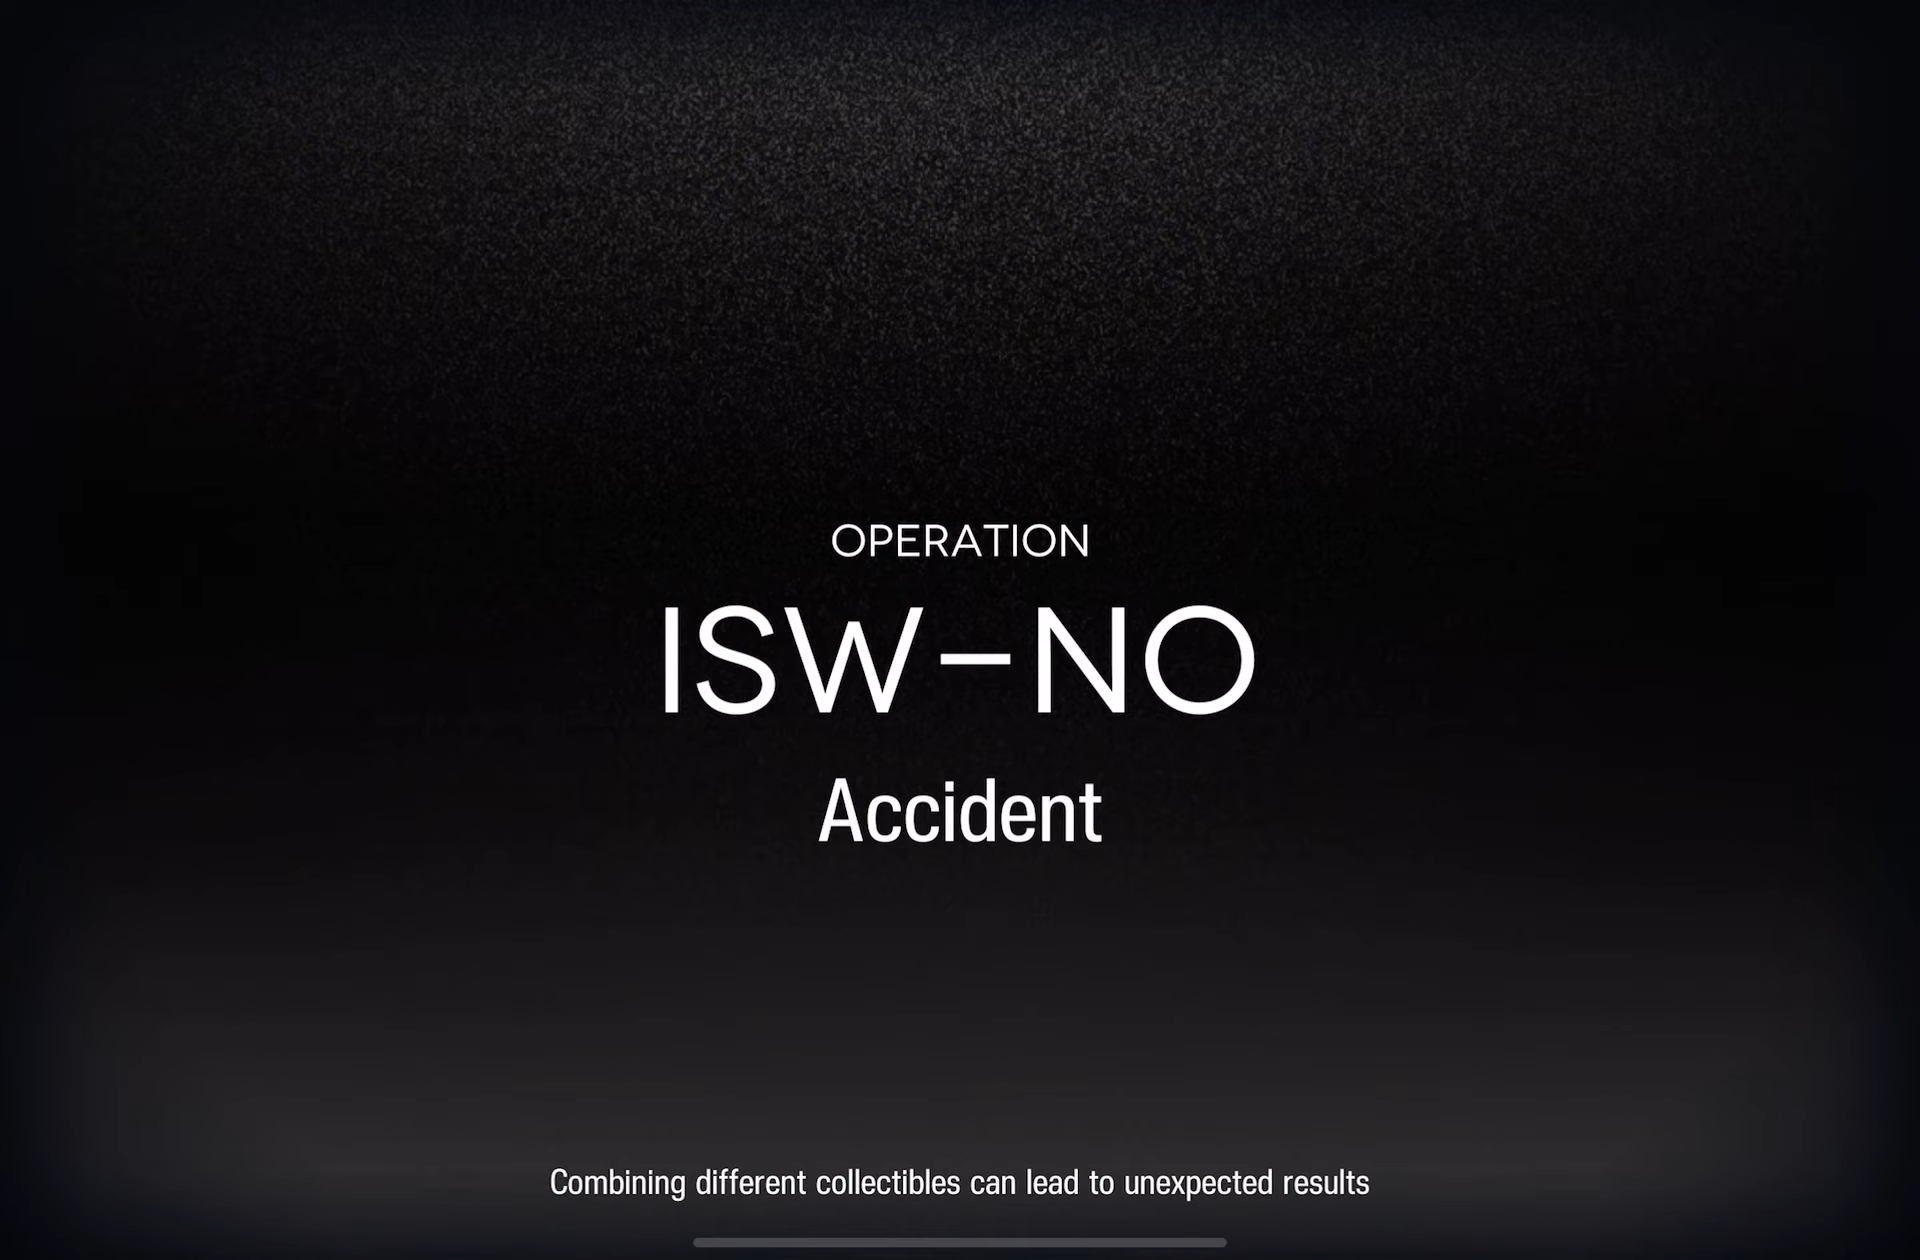 OPERATION
ISW-NO
Accident
Combining different collectibles can lead to unexpected results